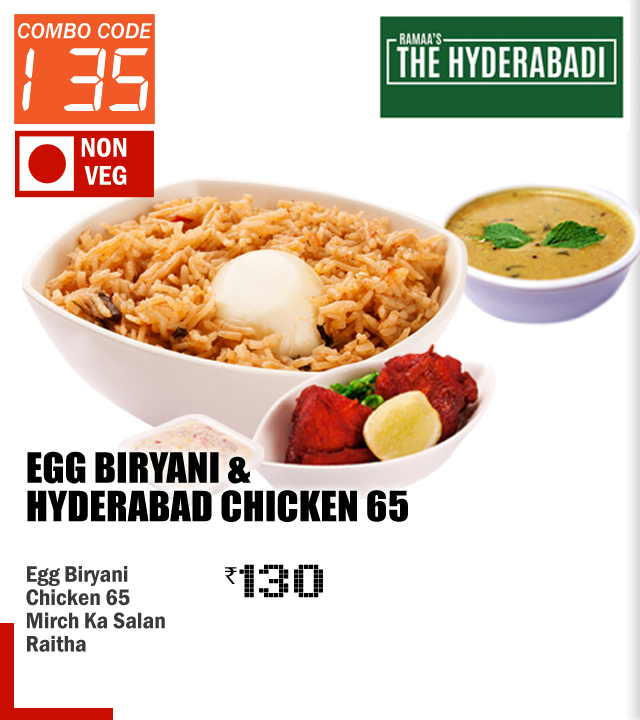 COMBO CODE
135
NON
VEG
RAMAA'S
THE HYDERABADI
EGG BIRYANI &
HYDERABAD CHICKEN 65
Egg Biryani
Chicken 65
Mirch Ka Salan
Raitha
₹130